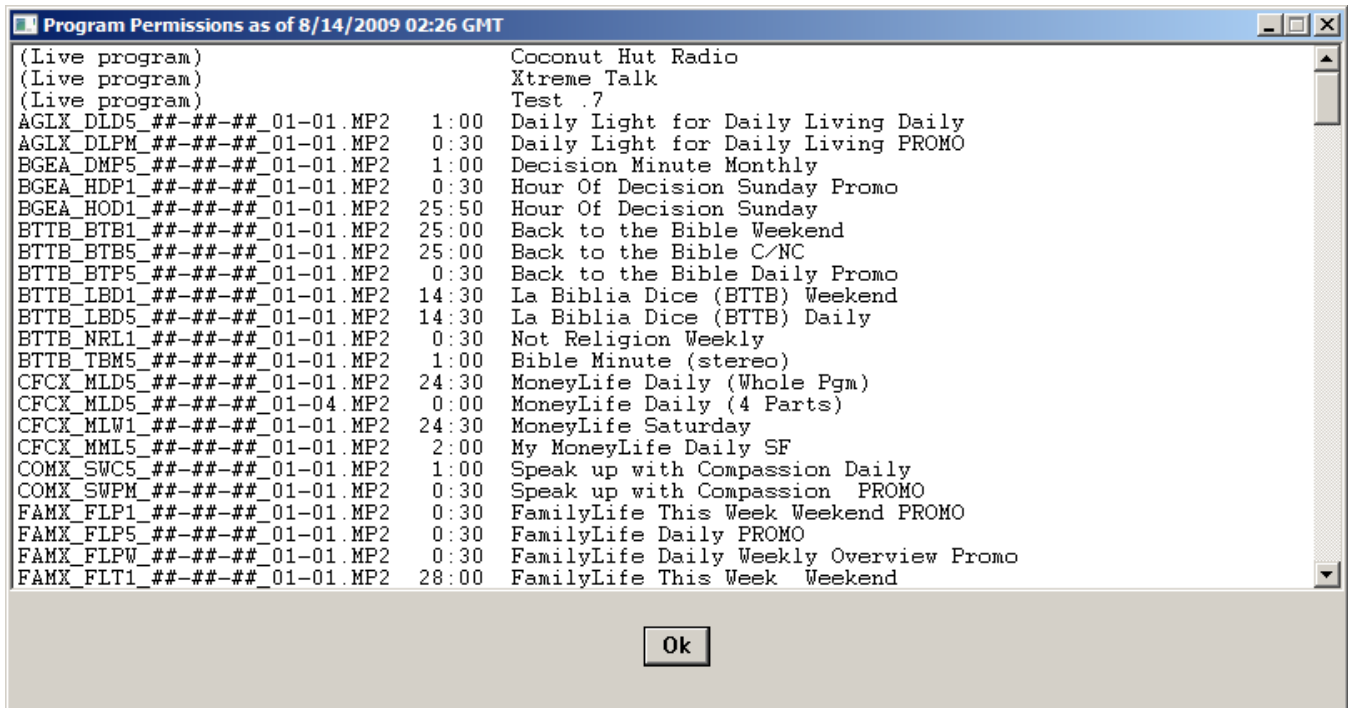 Program Permissions as of 8/14/2009 02:26 GMT
(Live program) Coconut Hut Radio
(Live program) Xtreme Talk
(Live program) Test .7
AGLX_DLD5_##-##-##_01-01.MP2 1:00 Daily Light for Daily Living Daily
AGLX_DLPM_##-##-##_01-01.MP2 0:30 Daily Light for Daily Living PROMO
BGEA_DMP5_##-##-##_01-01.MP2 1:00 Decision Minute Monthly
BGEA_HDP1_##-##-##_01-01.MP2 0:30 Hour Of Decision Sunday Promo
BGEA_HOD1_##-##-##_01-01.MP2 25:50 Hour Of Decision Sunday
BTTB_BTB1_##-##-##_01-01.MP2 25:00 Back to the Bible Weekend
BTTB_BTB5_##-##-##_01-01.MP2 25:00 Back to the Bible C/NC
BTTB_BTP5_##-##-##_01-01.MP2 0:30 Back to the Bible Daily Promo
BTTB_LBD1_##-##-##_01-01.MP2 14:30 La Biblia Dice (BTTB) Weekend
BTTB_LBD5_##-##-##_01-01.MP2 14:30 La Biblia Dice (BTTB) Daily
BTTB_NRL1_##-##-##_01-01.MP2 0:30 Not Religion Weekly
BTTB_TBM5_##-##-##_01-01.MP2 1:00 Bible Minute (stereo)
CFCX_MLD5_##-##-##_01-01.MP2 24:30 MoneyLife Daily (Whole Pgm)
CFCX_MLD5_##-##-##_01-04.MP2 0:00 MoneyLife Daily (4 Parts)
CFCX_MLW1_##-##-##_01-01.MP2 24:30 MoneyLife Saturday
CFCX_MML5_##-##-##_01-01.MP2 2:00 My MoneyLife Daily SF
COMX_SWC5_##-##-##_01-01.MP2 1:00 Speak up with Compassion Daily
COMX_SWPM_##-##-##_01-01.MP2 0:30 Speak up with Compassion  PROMO
FAMX_FLP1_##-##-##_01-01.MP2 0:30 FamilyLife This Week Weekend PROMO
FAMX_FLP5_##-##-##_01-01.MP2 0:30 FamilyLife Daily PROMO
FAMX_FLPW_##-##-##_01-01.MP2 0:30 FamilyLife Daily Weekly Overview Promo
FAMX_FLT1_##-##-##_01-01.MP2 28:00 FamilyLife This Week  Weekend
Ok